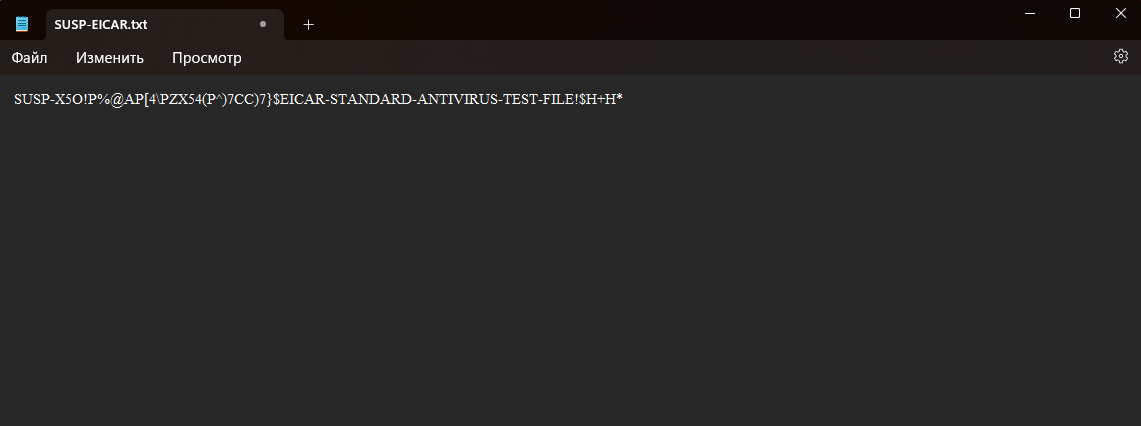 SUSP-EICAR.txt
Файл Изменить Просмотр
SUSP-X5O!P%@AP[4\PZX54(P^)7CC)7}$EICAR-STANDARD-ANTIVIRUS-TEST-FILE!$H+H*